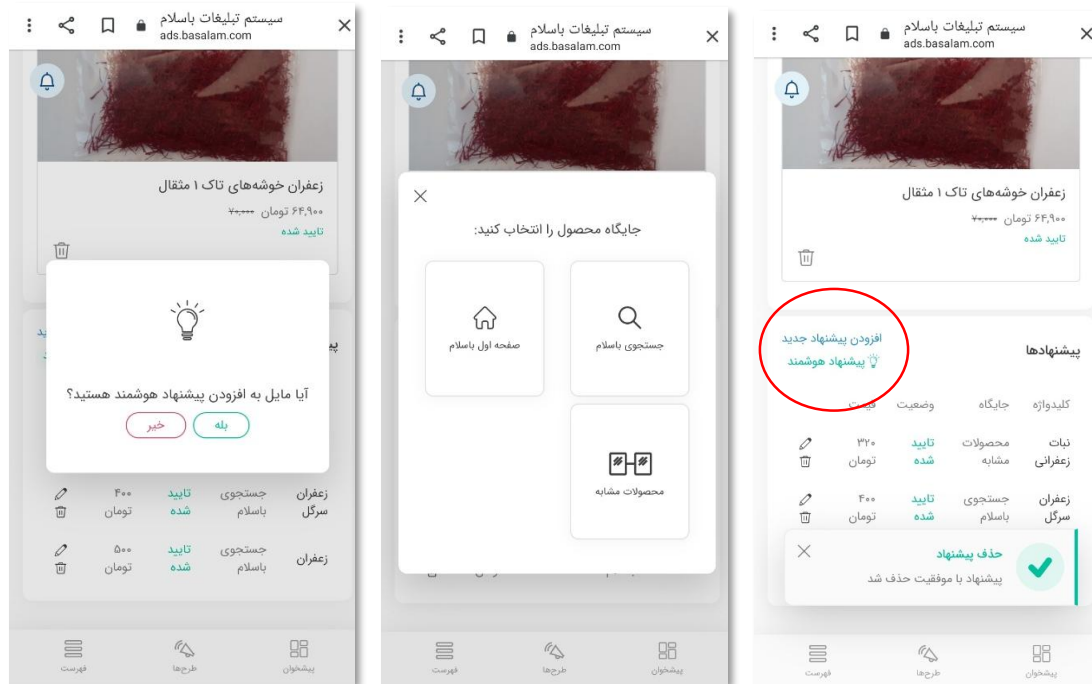 سیستم تبلیغات باسلام
ads.basalam.com
زعفران خوشه‌های تاک ۱ مثقال
۶۴,۹۰۰ تومان ۷۰,۰۰۰
تایید شده
آیا مایل به افزودن پیشنهاد هوشمند هستید؟
بله
خیر
زعفران سرگل
جستجوی باسلام
تایید شده
۴۰۰ تومان
زعفران
جستجوی باسلام
تایید شده
۵۰۰ تومان
پیشخوان
طرح‌ها
فهرست
سیستم تبلیغات باسلام
ads.basalam.com
جایگاه محصول را انتخاب کنید:
جستجوی باسلام
صفحه اول باسلام
محصولات مشابه
پیشخوان
طرح‌ها
فهرست
سیستم تبلیغات باسلام
ads.basalam.com
زعفران خوشه‌های تاک ۱ مثقال
۶۴,۹۰۰ تومان ۷۰,۰۰۰
تایید شده
پیشنهادها
افزودن پیشنهاد جدید
پیشنهاد هوشمند
کلیدواژه جایگاه وضعیت قیمت
نبات زعفرانی
محصولات مشابه
تایید شده
۳۲۰ تومان
زعفران سرگل
جستجوی باسلام
تایید شده
۴۰۰ تومان
حذف پیشنهاد
پیشنهاد با موفقیت حذف شد
پیشخوان
طرح‌ها
فهرست